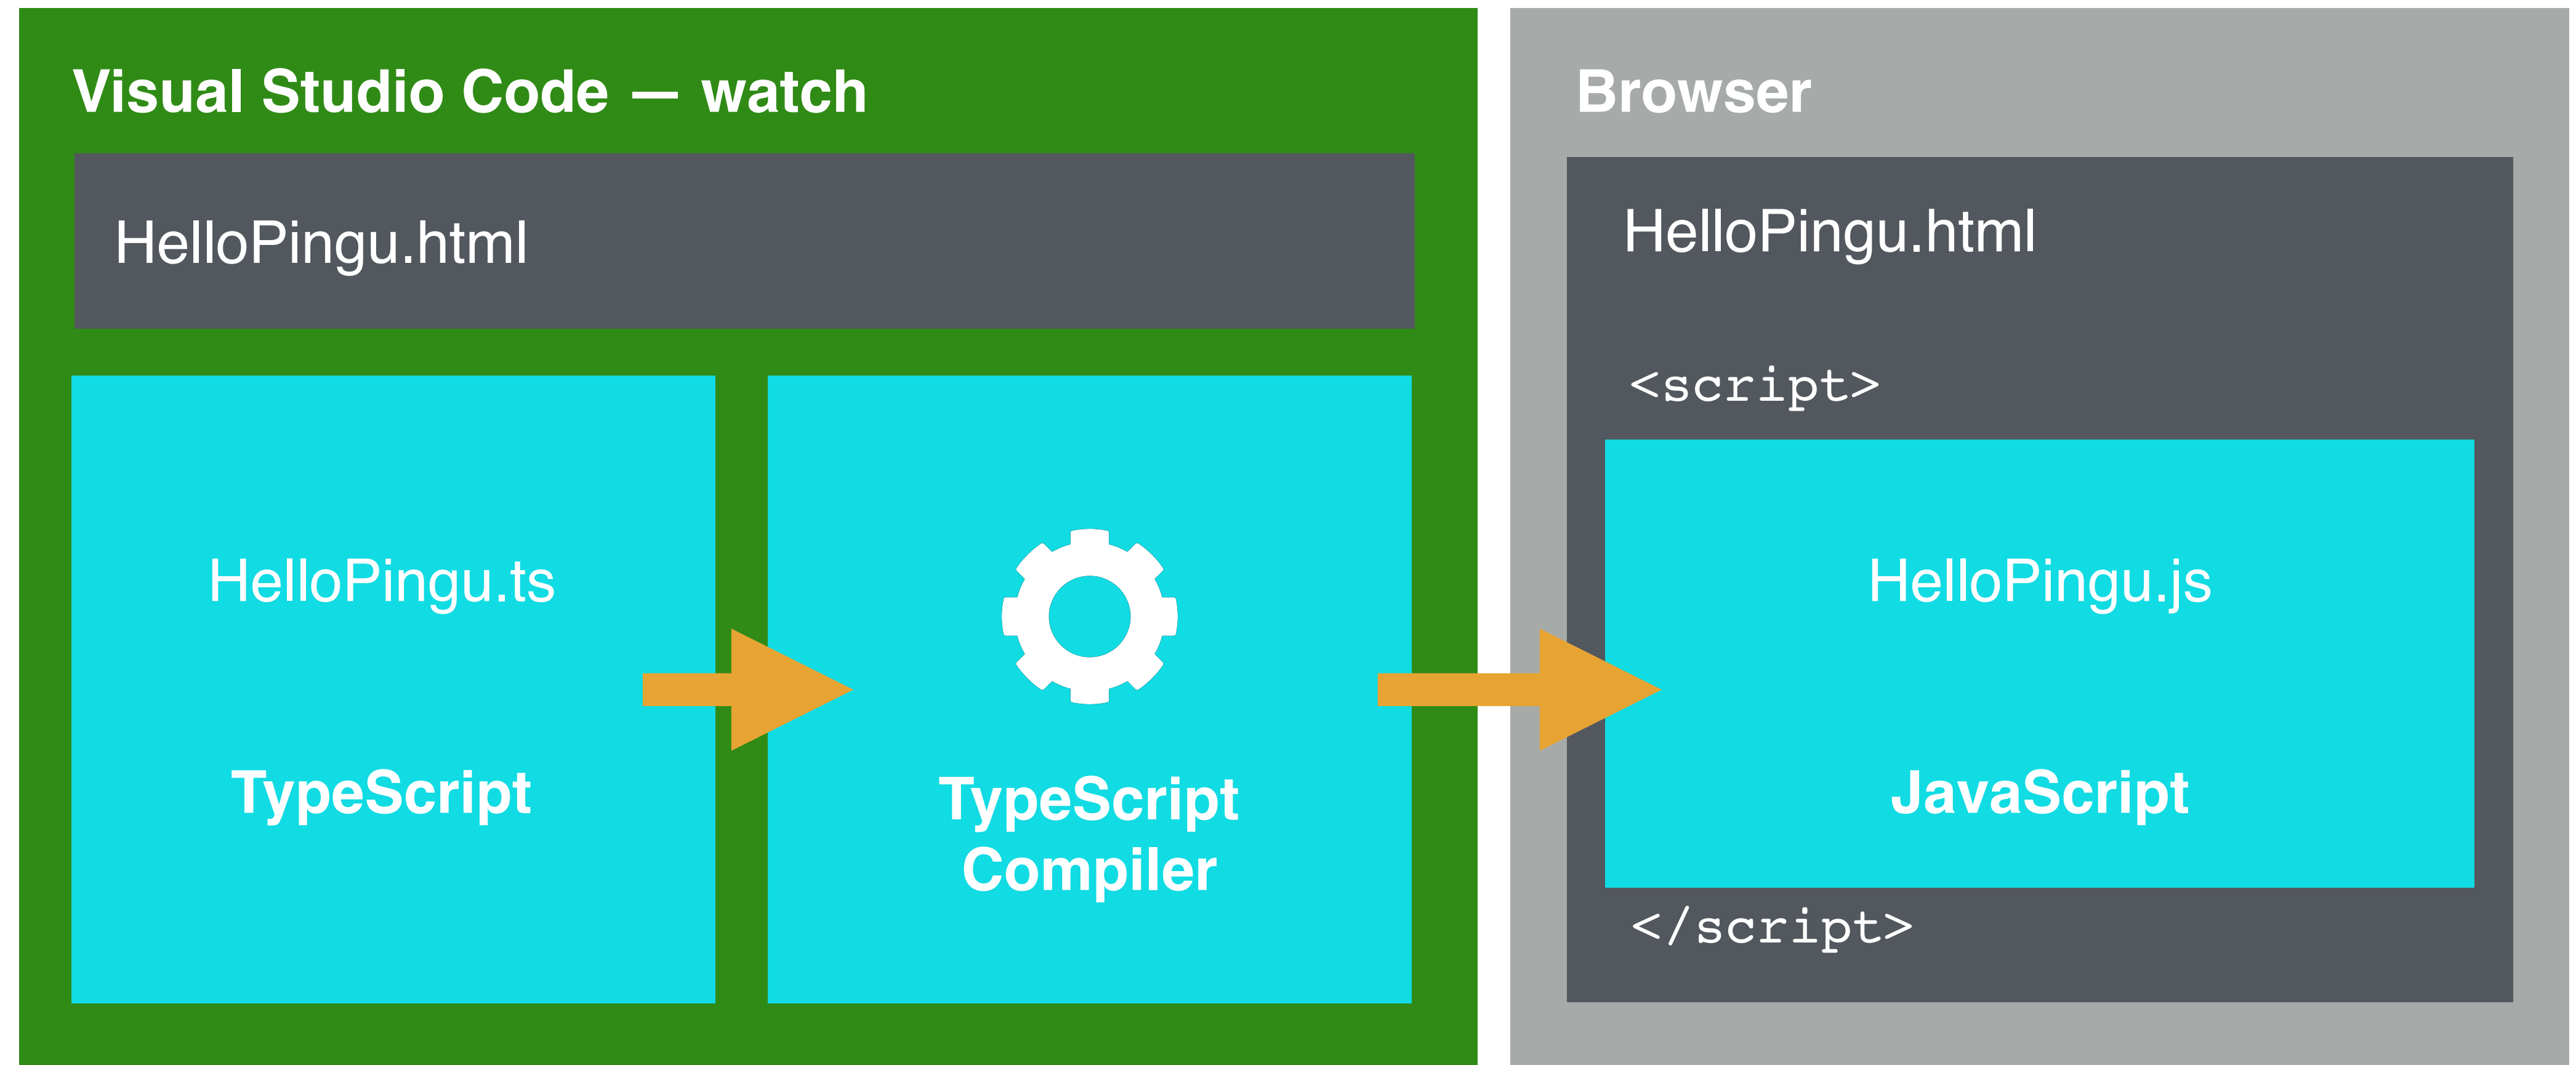 Visual Studio Code — watch
HelloPingu.html
HelloPingu.ts
TypeScript
TypeScript
Compiler
Browser
HelloPingu.html
<script>
HelloPingu.js
JavaScript
</script>